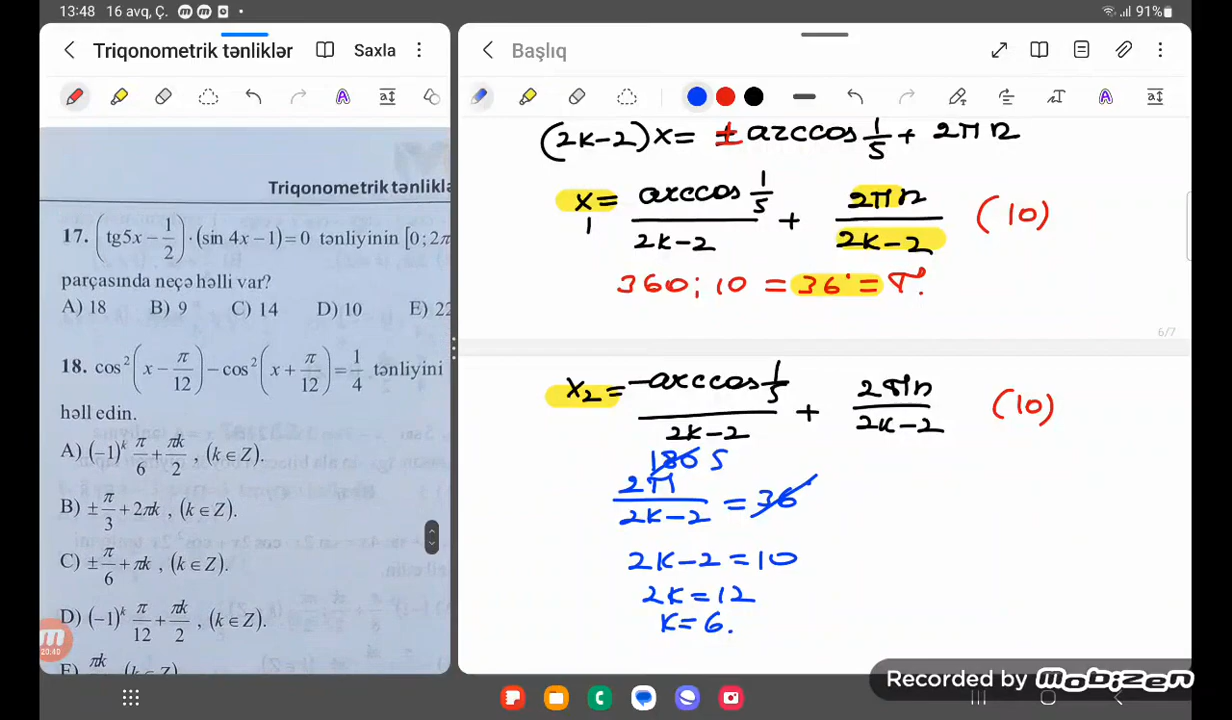 13:48 16 avq, Ç. 91%
Triqonometrik tənliklər Saxla
Triqonometrik tənliklə
17. (tg5x − 1/2) · (sin 4x − 1) = 0 tənliyinin [0; 2π
parçasında neçə həlli var?
A) 18 B) 9 C) 14 D) 10 E) 22
18. cos² (x − π/12) − cos² (x + π/12) = 1/4 tənliyini
həll edin.
A) (−1)ᵏ π/6 + πk/2 , (k ∈ Z).
B) ± π/3 + 2πk , (k ∈ Z).
C) ± π/6 + πk , (k ∈ Z).
D) (−1)ᵏ π/12 + πk/2 , (k ∈ Z).
E) πk (k ∈ Z)
Başlıq
(2k−2)x = ± arccos 1/5 + 2πn
x₁ = arccos 1/5 / 2k−2 + 2πn / 2k−2 (10)
360 ; 10 = 36° = T.
6/7
x₂ = −arccos 1/5 / 2k−2 + 2πn / 2k−2 (10)
180 5
2π / 2k−2 = 36
2k−2 = 10
2k = 12
k = 6.
Recorded by mobizen